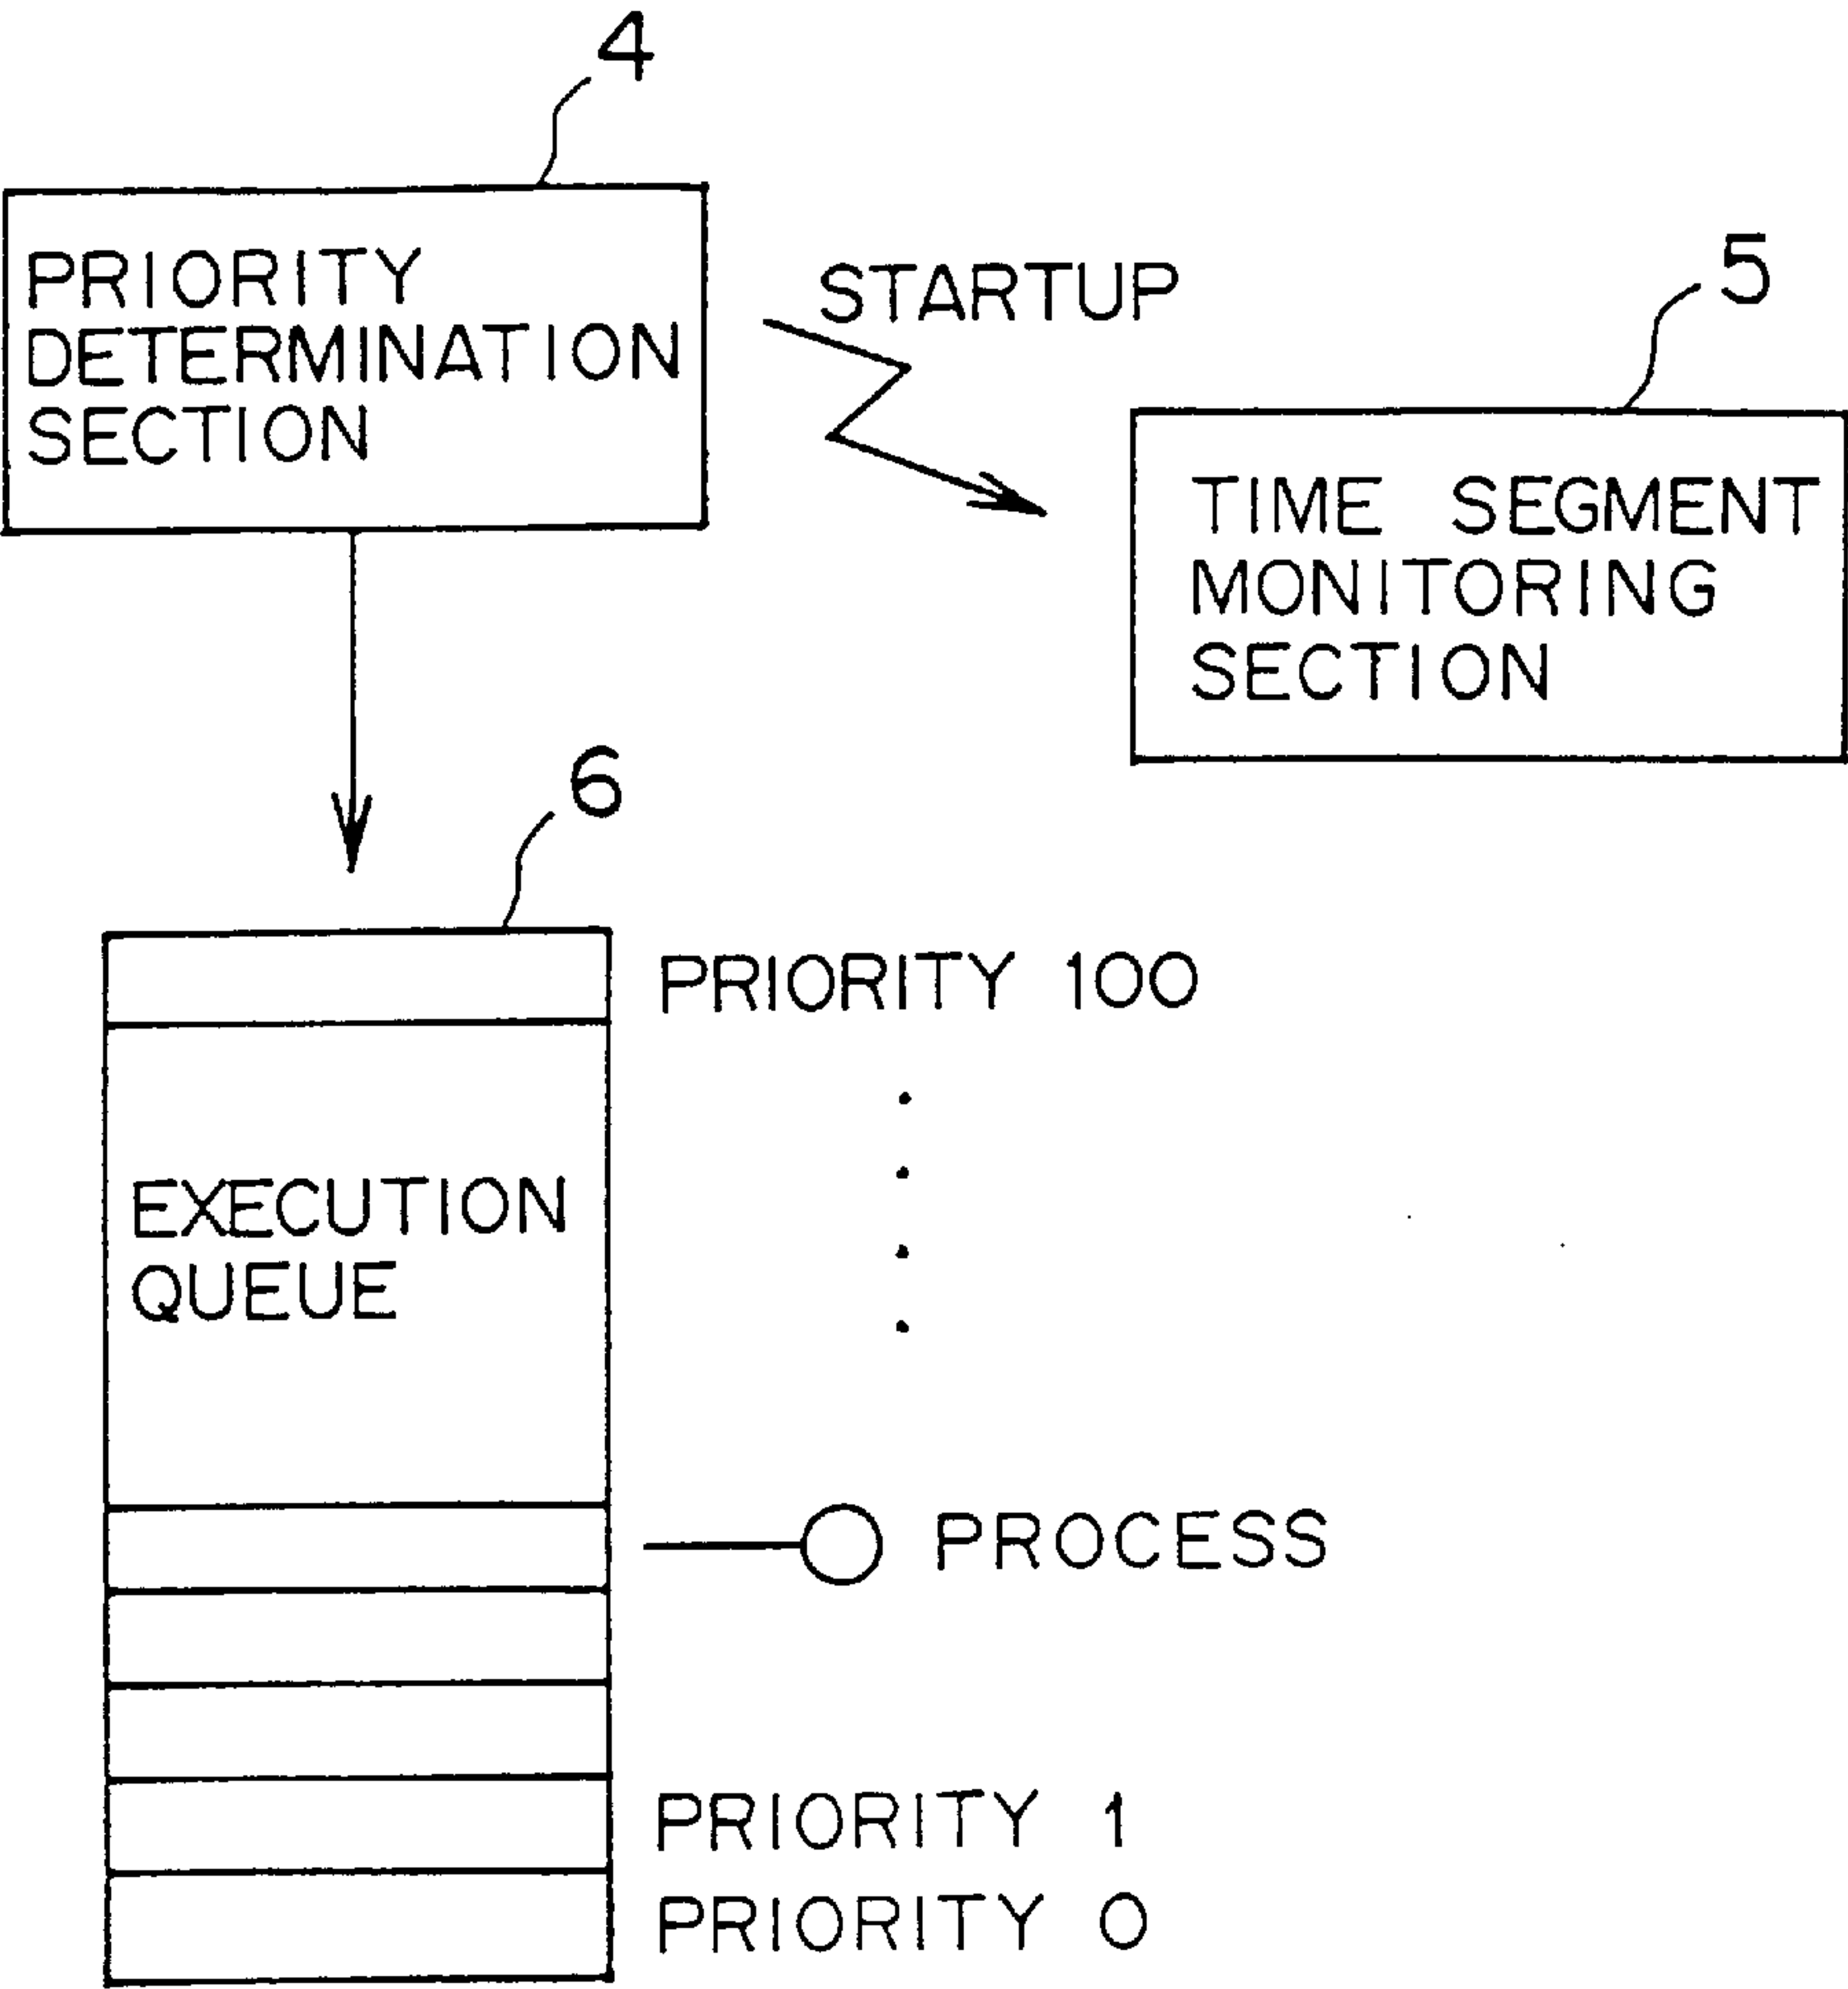 4
PRIORITY
DETERMINATION
SECTION
STARTUP
5
TIME SEGMENT
MONITORING
SECTION
6
PRIORITY 100
EXECUTION
QUEUE
PROCESS
PRIORITY 1
PRIORITY 0